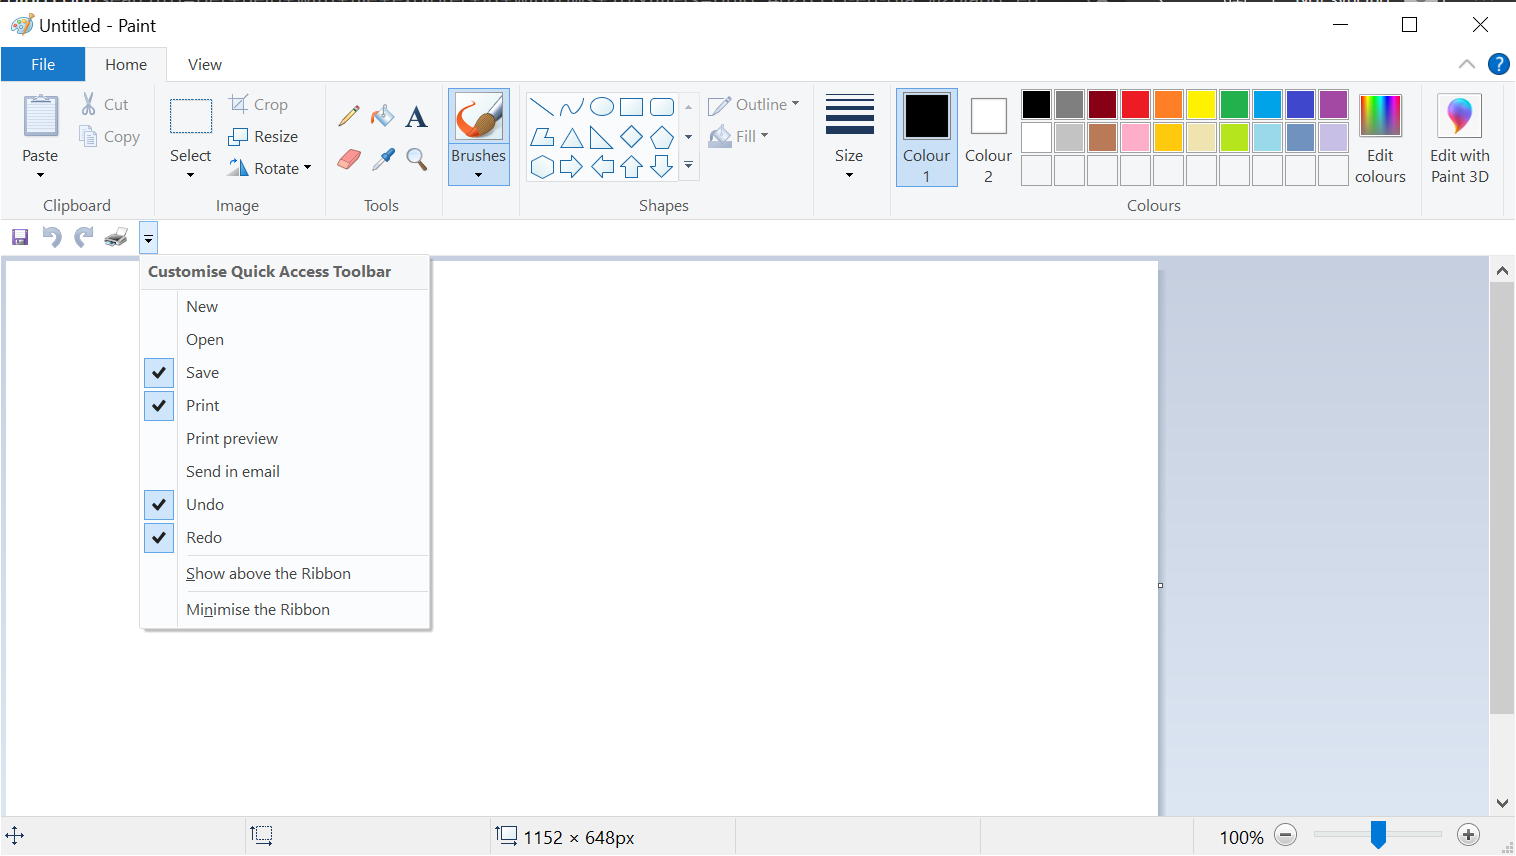 Untitled - Paint
File
Home
View
Paste
Cut
Copy
Clipboard
Select
Crop
Resize
Rotate
Image
A
Tools
Brushes
Shapes
Outline
Fill
Size
Colour
1
Colour
2
Edit
colours
Colours
Edit with
Paint 3D
?
Customise Quick Access Toolbar
New
Open
Save
Print
Print preview
Send in email
Undo
Redo
Show above the Ribbon
Minimise the Ribbon
1152 × 648px
100%